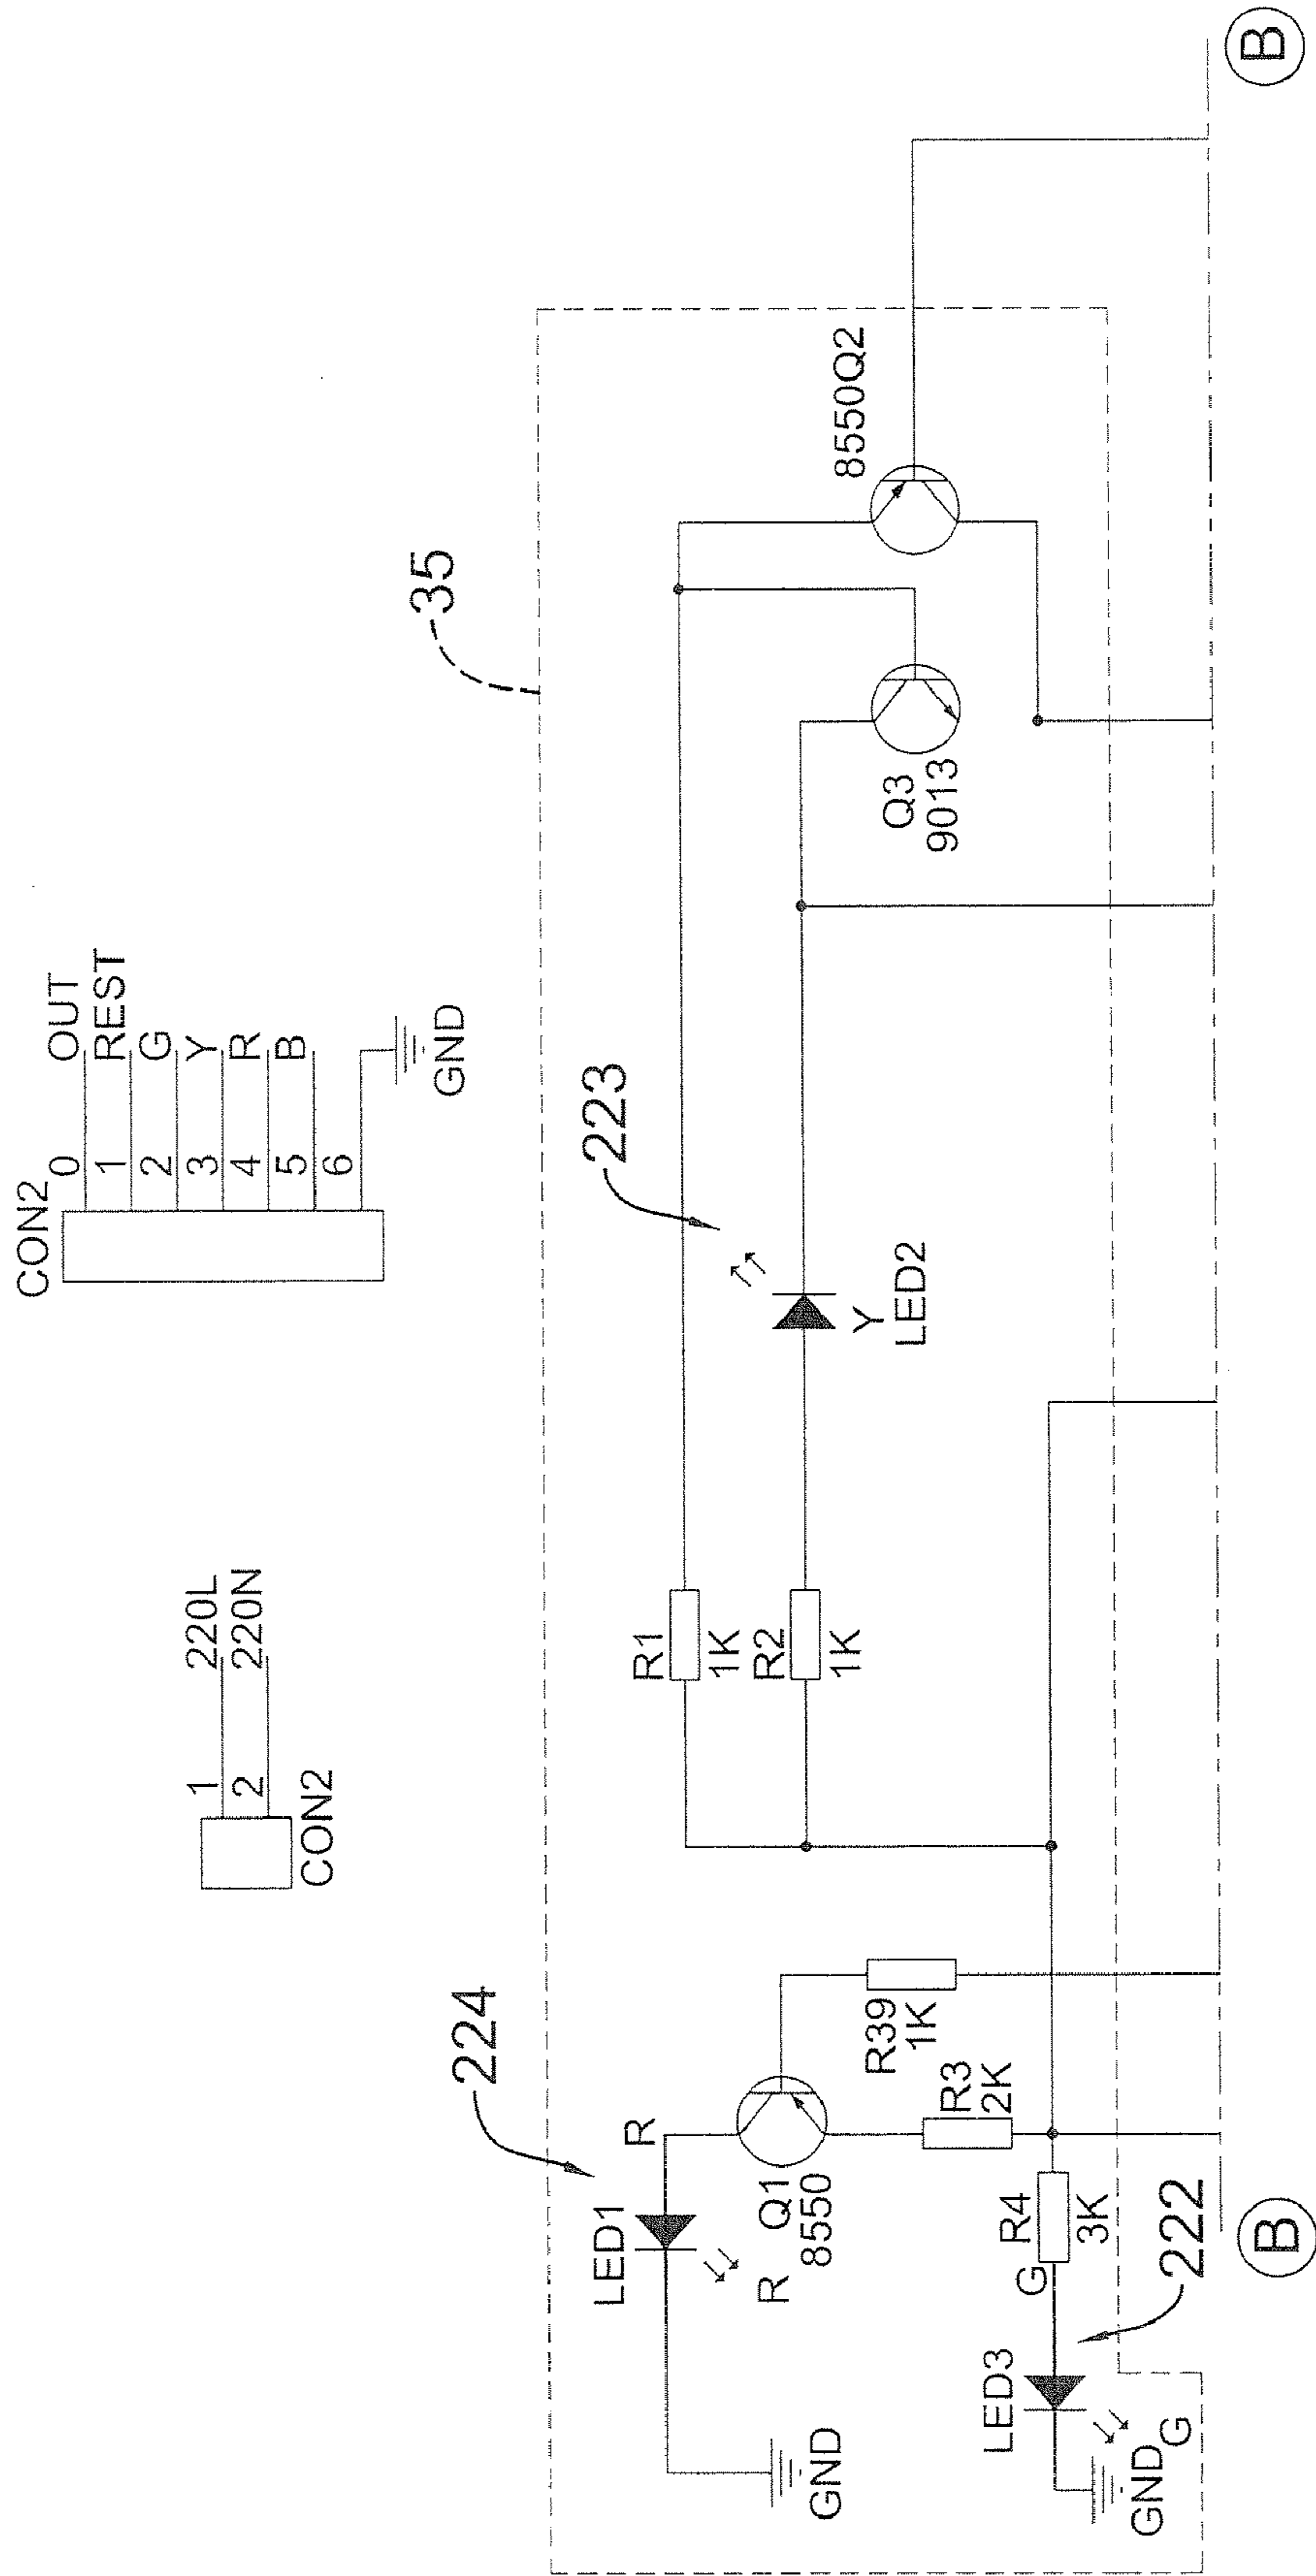 CON2
1 220L
2 220N
CON2
0 OUT
1 REST
2 G
3 Y
4 R
5 B
6
GND
35
224
223
LED1
R
R
Q1
8550
GND
R39
1K
R3
2K
R1
1K
R2
1K
Y
LED2
Q3
9013
8550Q2
LED3
G
R4
3K
GND
G
222
B
B